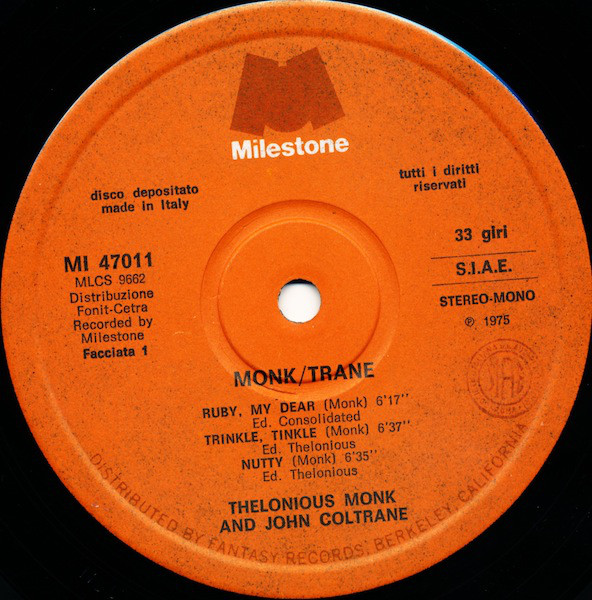 Milestone
disco depositato
made in Italy
tutti i diritti
riservati
MI 47011
MLCS 9662
Distribuzione
Fonit-Cetra
Recorded by
Milestone
Facciata 1
33 giri
S.I.A.E.
STEREO-MONO
℗ 1975
MONK/TRANE
RUBY, MY DEAR (Monk) 6'17''
Ed. Consolidated
TRINKLE, TINKLE (Monk) 6'37''
Ed. Thelonious
NUTTY (Monk) 6'35''
Ed. Thelonious
THELONIOUS MONK
AND JOHN COLTRANE
DISTRIBUTED BY FANTASY RECORDS; BERKELEY, CALIFORNIA